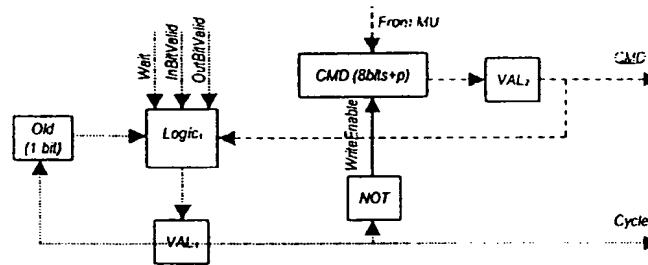 From MU
Wait
InBitValid
OutBitValid
CMD (8bits+p)
VAL₂
CMD
Old
(1 bit)
Logic₁
WriteEnable
NOT
VAL₁
Cycle